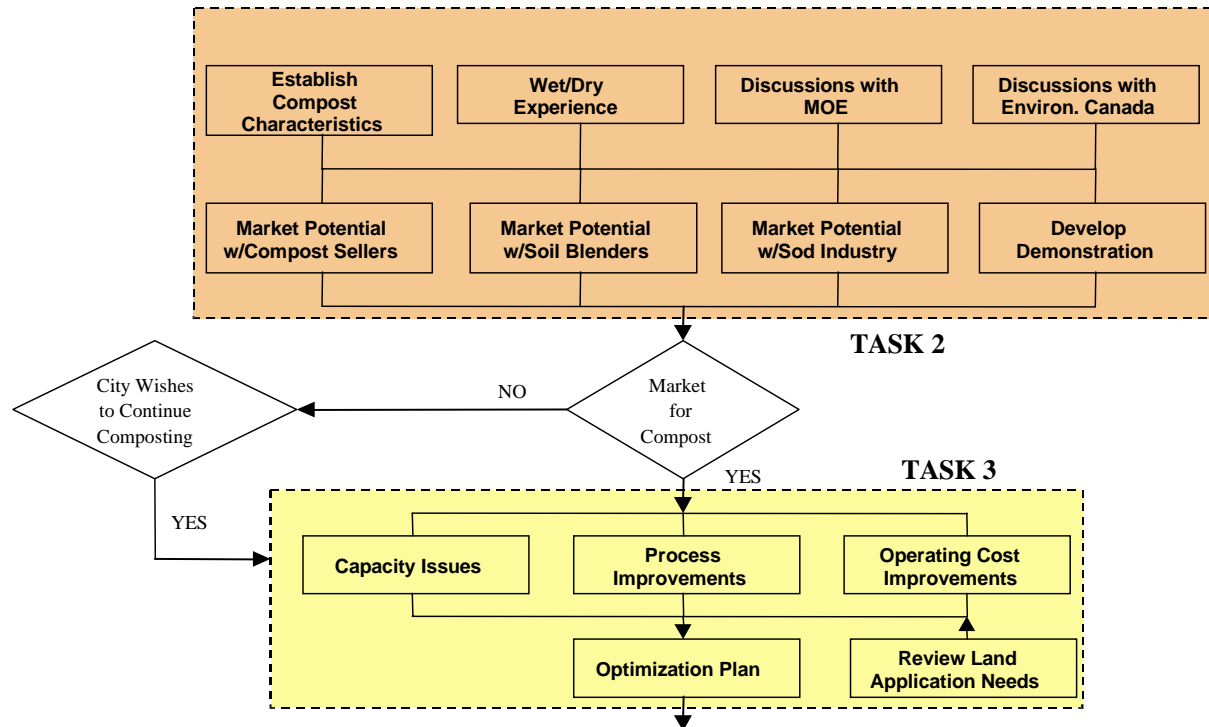 Establish
Compost
Characteristics
Wet/Dry
Experience
Discussions with
MOE
Discussions with
Environ. Canada
Market Potential
w/Compost Sellers
Market Potential
w/Soil Blenders
Market Potential
w/Sod Industry
Develop
Demonstration
TASK 2
City Wishes
to Continue
Composting
NO
Market
for
Compost
YES
TASK 3
YES
Capacity Issues
Process
Improvements
Operating Cost
Improvements
Optimization Plan
Review Land
Application Needs